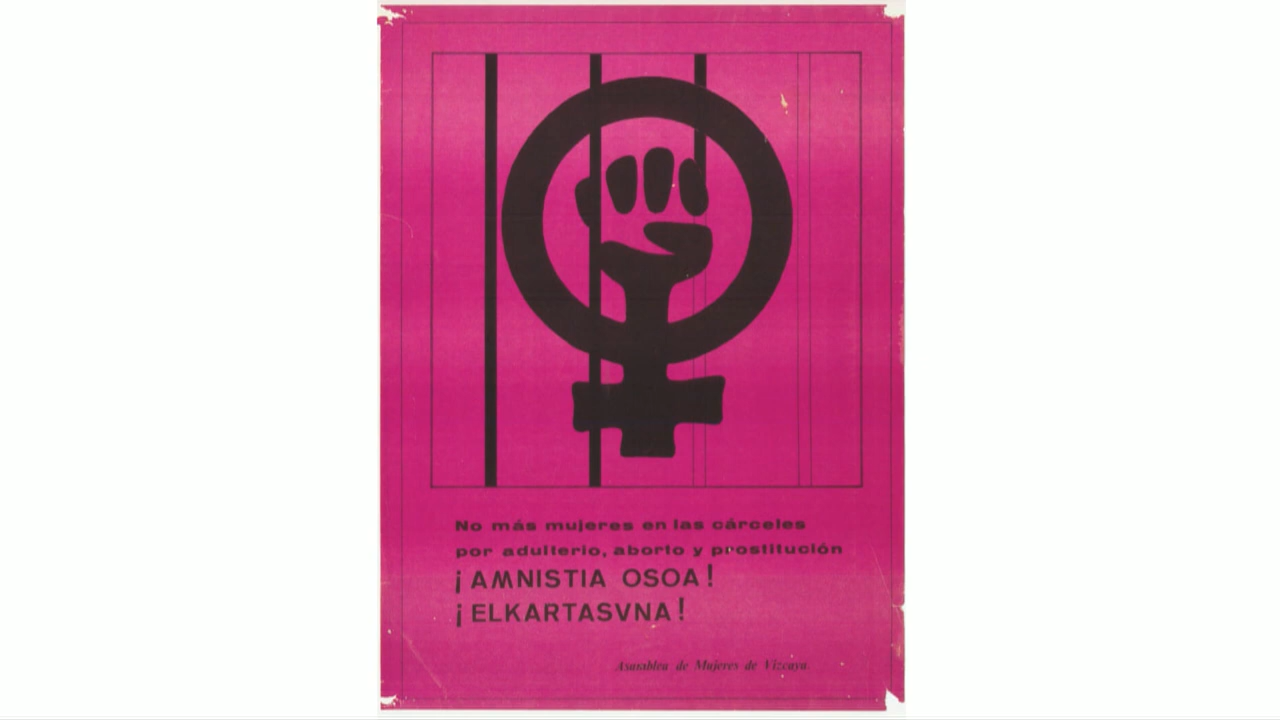 No más mujeres en las cárceles
por adulterio, aborto y prostitución
¡AMNISTIA OSOA!
¡ELKARTASVNA!
Asamblea de Mujeres de Vizcaya.